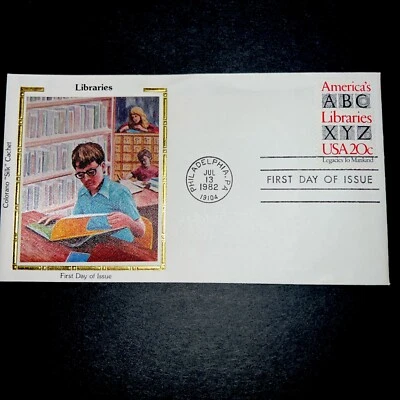 Libraries
Colorano "Silk" Cachet
First Day of Issue
PHILADELPHIA, PA
JUL
13
1982
19104
FIRST DAY OF ISSUE
America's
ABC
Libraries
XYZ
USA 20c
Legacies To Mankind